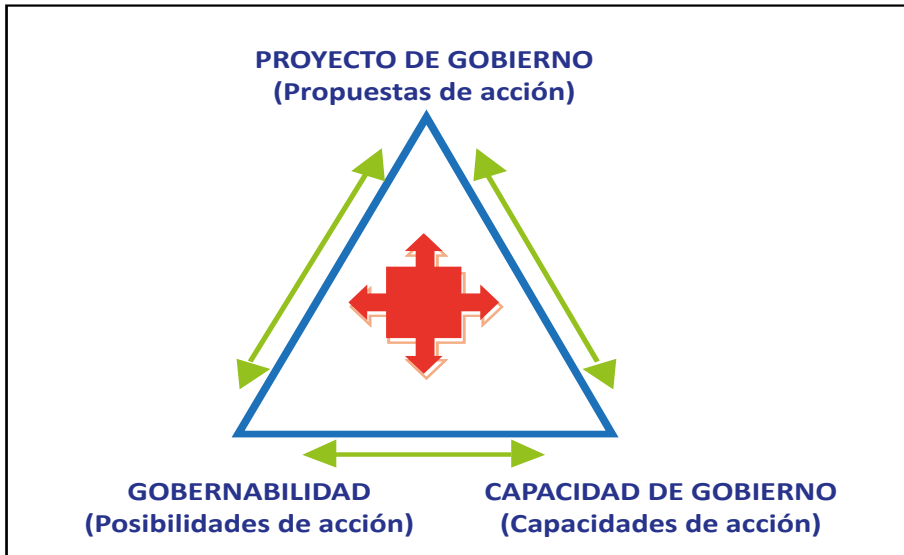 PROYECTO DE GOBIERNO
(Propuestas de acción)
GOBERNABILIDAD
(Posibilidades de acción)
CAPACIDAD DE GOBIERNO
(Capacidades de acción)